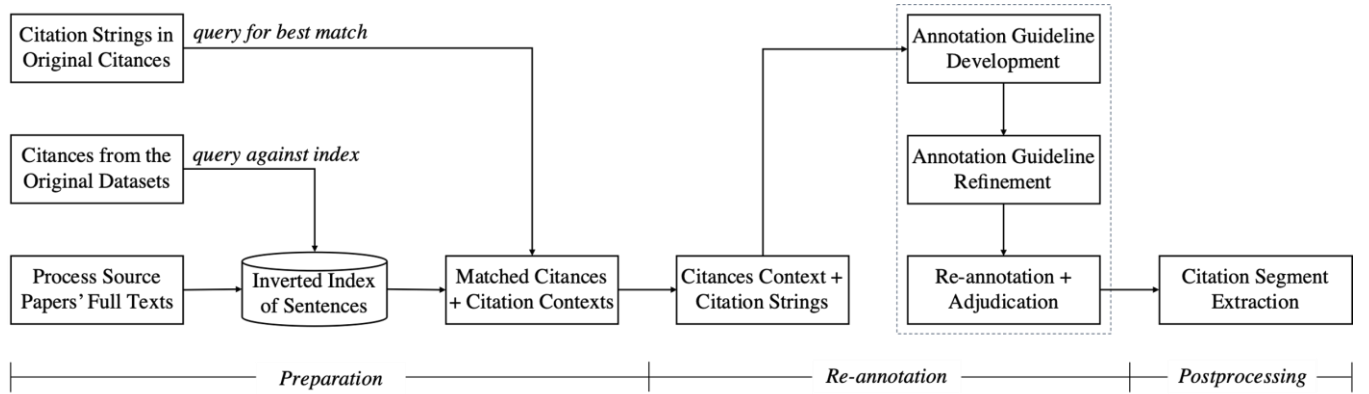 Citation Strings in
Original Citances
query for best match
Citances from the
Original Datasets
query against index
Process Source
Papers' Full Texts
Inverted Index
of Sentences
Matched Citances
+ Citation Contexts
Citances Context +
Citation Strings
Annotation Guideline
Development
Annotation Guideline
Refinement
Re-annotation +
Adjudication
Citation Segment
Extraction
Preparation
Re-annotation
Postprocessing